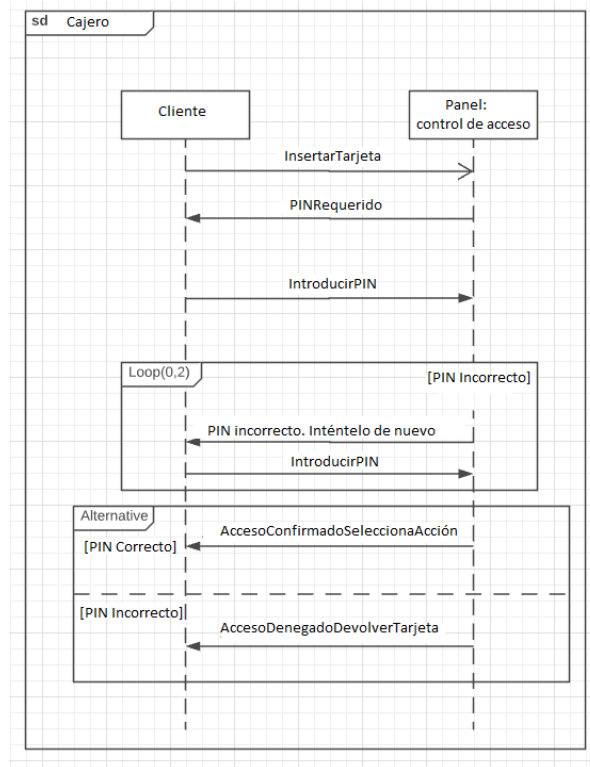 sd Cajero
Cliente
Panel:
control de acceso
InsertarTarjeta
PINRequerido
IntroducirPIN
Loop(0,2)
[PIN Incorrecto]
PIN incorrecto. Inténtelo de nuevo
IntroducirPIN
Alternative
AccesoConfirmadoSeleccionaAcción
[PIN Correcto]
[PIN Incorrecto]
AccesoDenegadoDevolverTarjeta